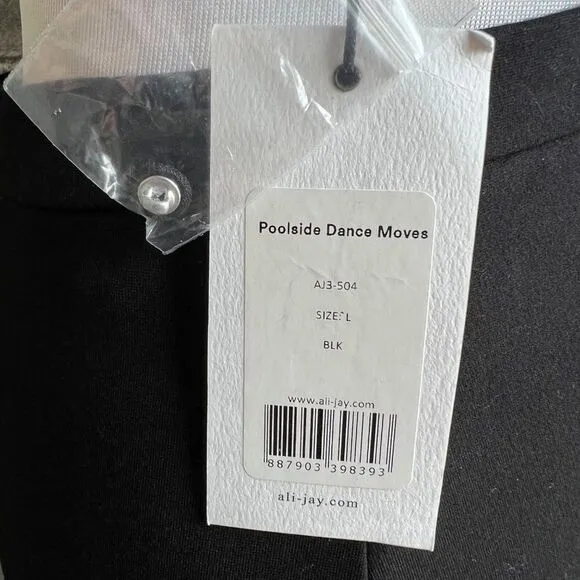 Poolside Dance Moves
AJ3-504
SIZE: L
BLK
www.ali-jay.com
887903 398393
ali-jay.com